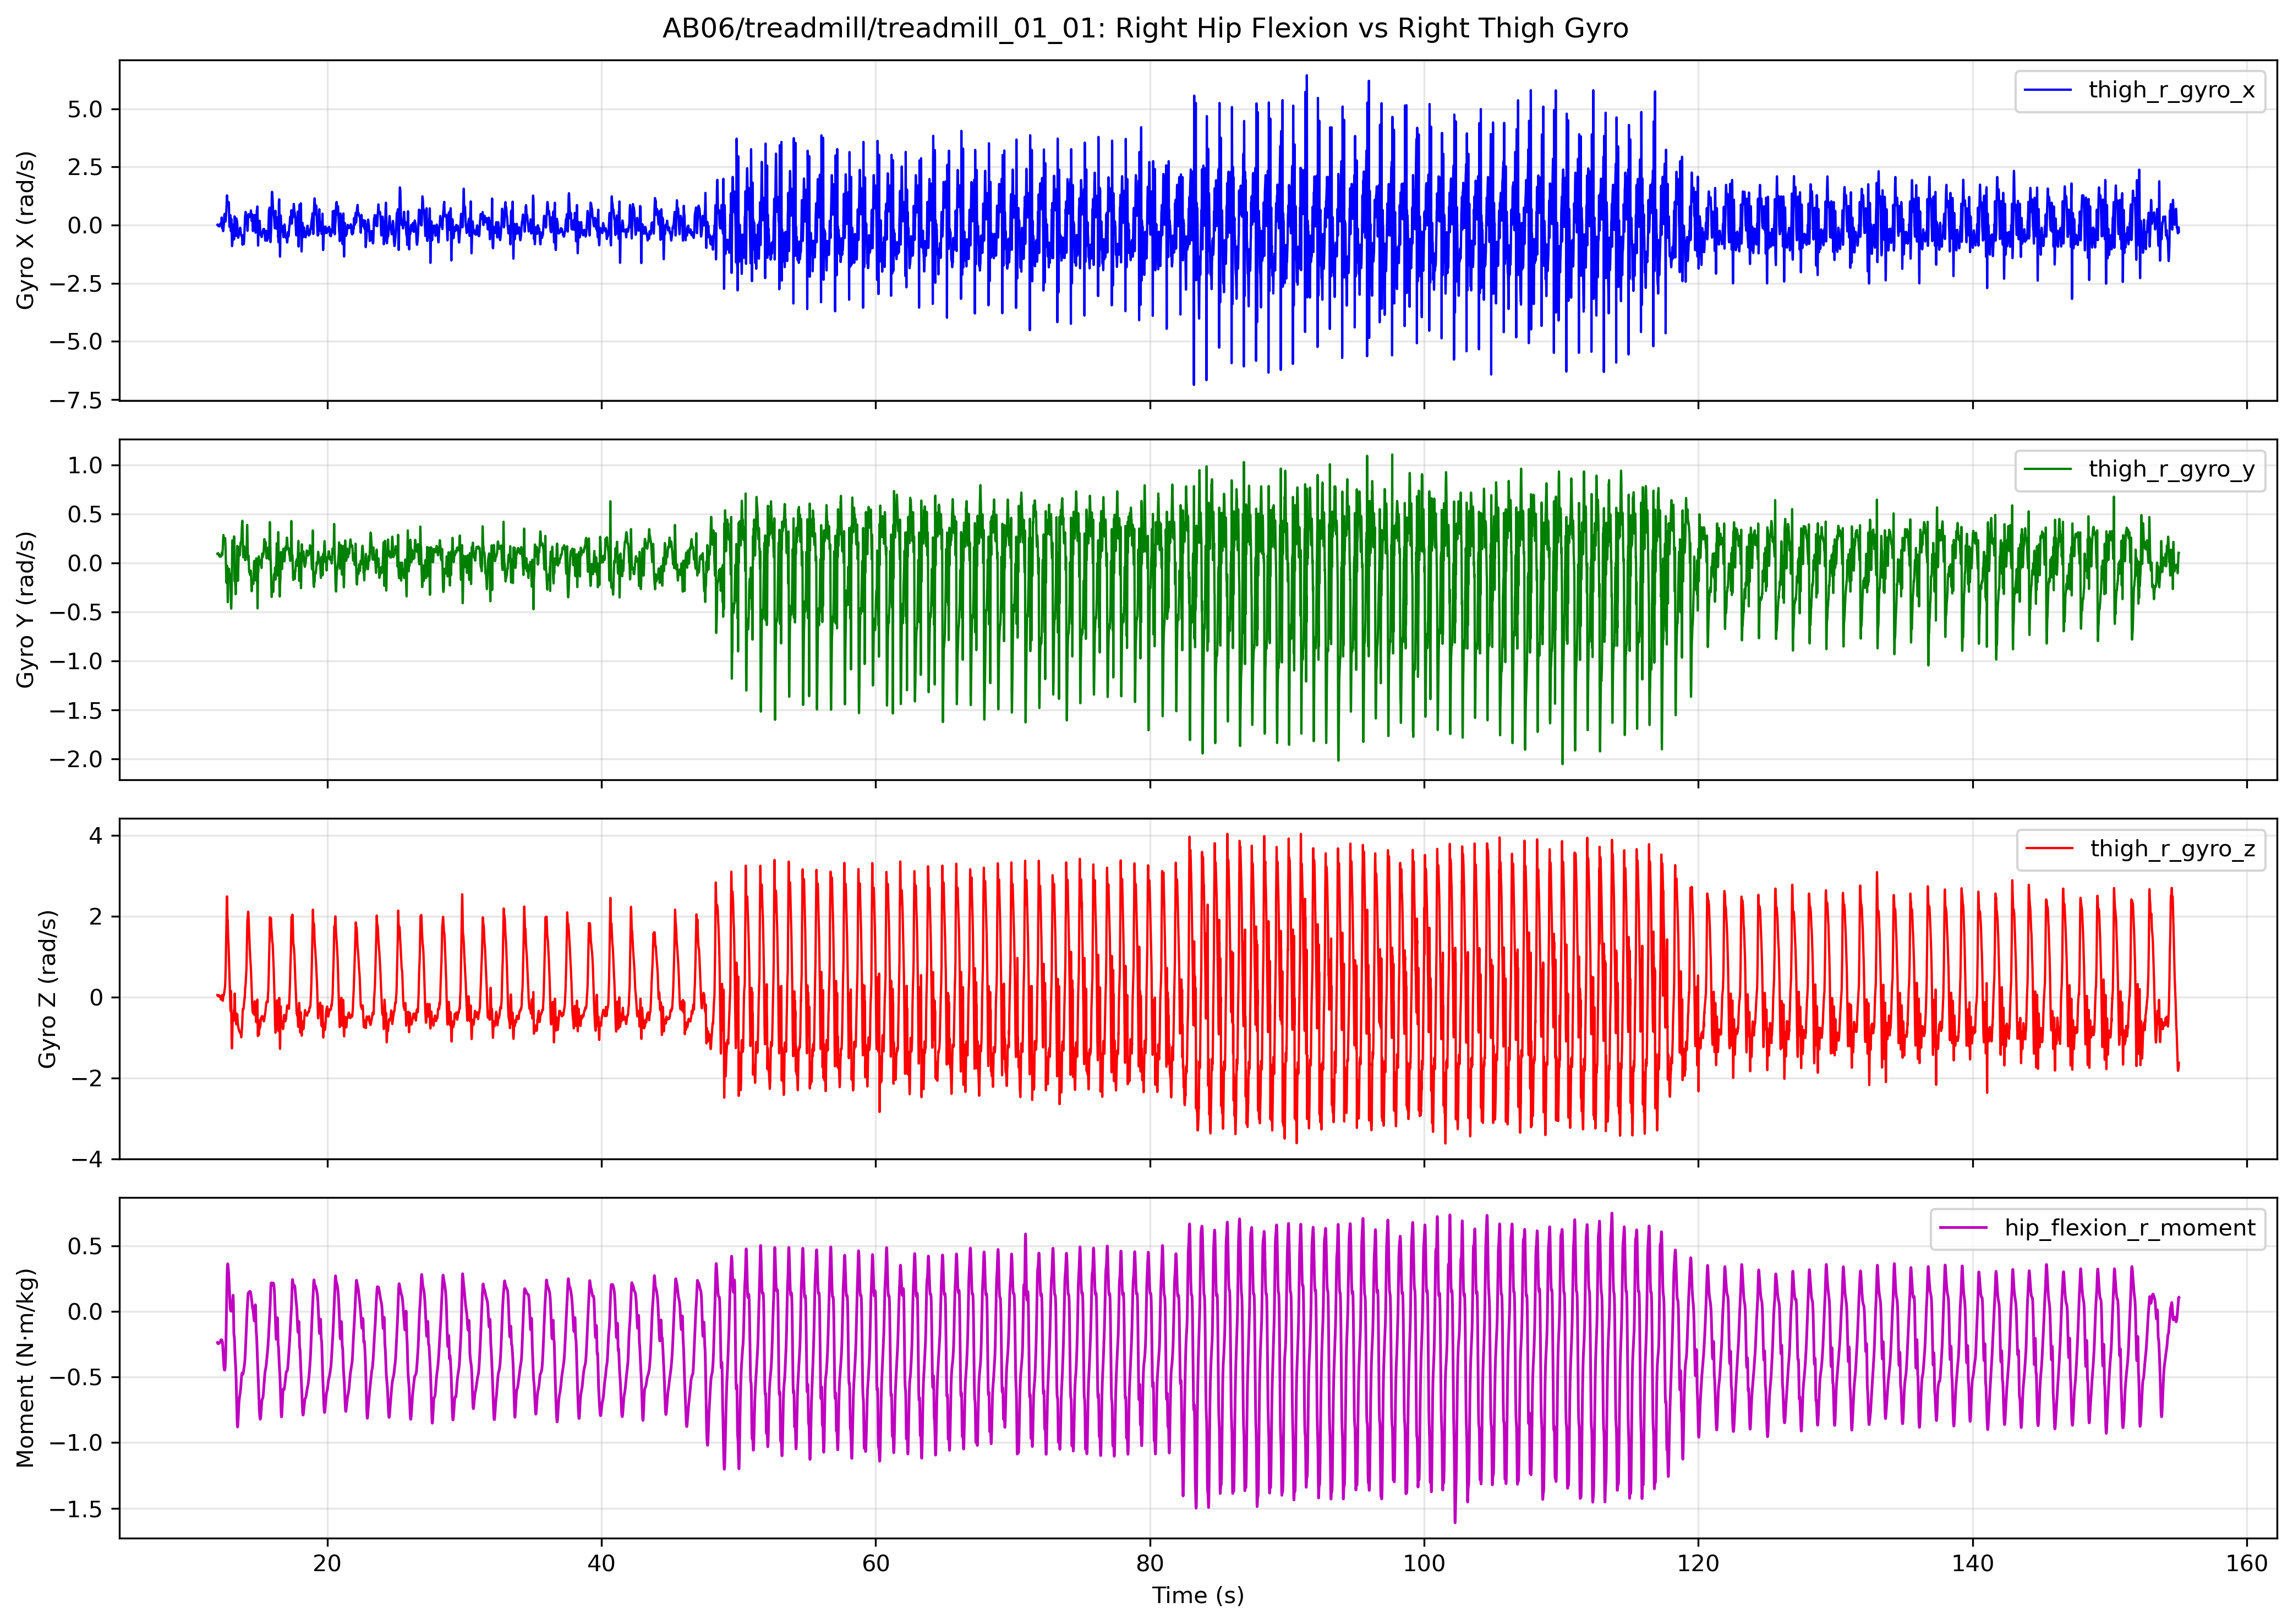 AB06/treadmill/treadmill_01_01: Right Hip Flexion vs Right Thigh Gyro
Gyro X (rad/s)
5.0
2.5
0.0
−2.5
−5.0
−7.5
thigh_r_gyro_x
Gyro Y (rad/s)
1.0
0.5
0.0
−0.5
−1.0
−1.5
−2.0
thigh_r_gyro_y
Gyro Z (rad/s)
4
2
0
−2
−4
thigh_r_gyro_z
Moment (N·m/kg)
0.5
0.0
−0.5
−1.0
−1.5
hip_flexion_r_moment
20 40 60 80 100 120 140 160
Time (s)